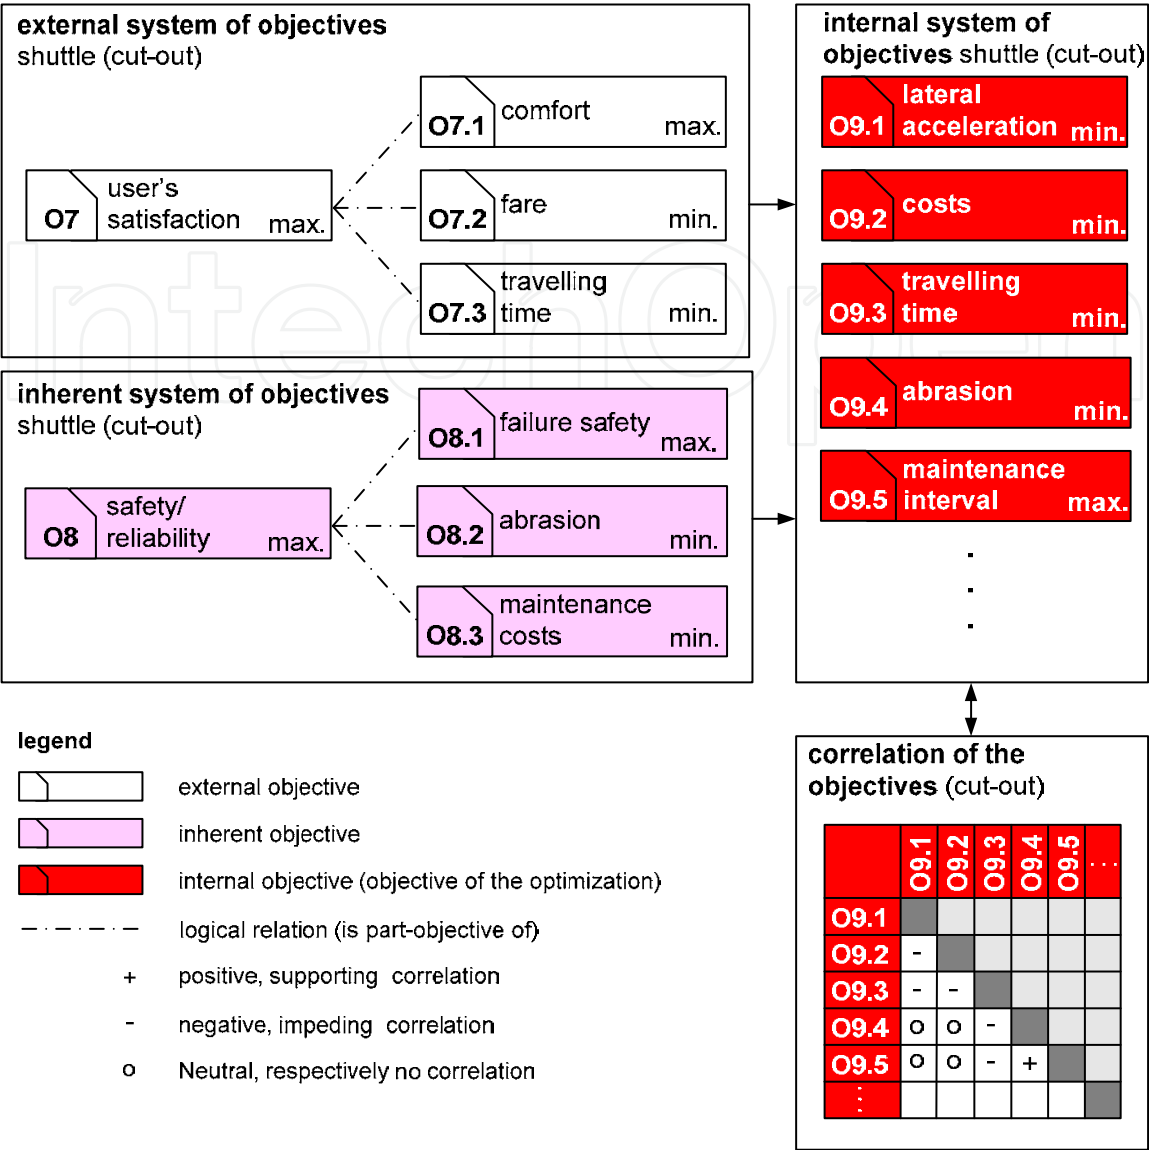 external system of objectives
shuttle (cut-out)
O7
user's
satisfaction
max.
O7.1
comfort
max.
O7.2
fare
min.
O7.3
travelling
time
min.
inherent system of objectives
shuttle (cut-out)
O8
safety/
reliability
max.
O8.1
failure safety
max.
O8.2
abrasion
min.
O8.3
maintenance
costs
min.
internal system of
objectives shuttle (cut-out)
O9.1
lateral
acceleration
min.
O9.2
costs
min.
O9.3
travelling
time
min.
O9.4
abrasion
min.
O9.5
maintenance
interval
max.
.
.
.
legend
external objective
inherent objective
internal objective (objective of the optimization)
logical relation (is part-objective of)
+ positive, supporting correlation
- negative, impeding correlation
o Neutral, respectively no correlation
correlation of the
objectives (cut-out)
O9.1 O9.2 O9.3 O9.4 O9.5 ...
O9.1
O9.2 -
O9.3 - -
O9.4 o o -
O9.5 o o - +
...
IntechOpen